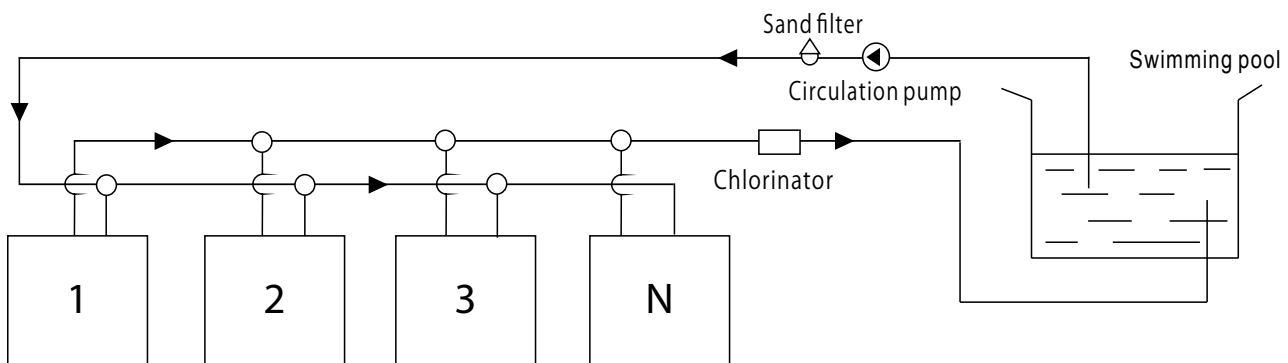 Sand filter
Swimming pool
Circulation pump
Chlorinator
1
2
3
N